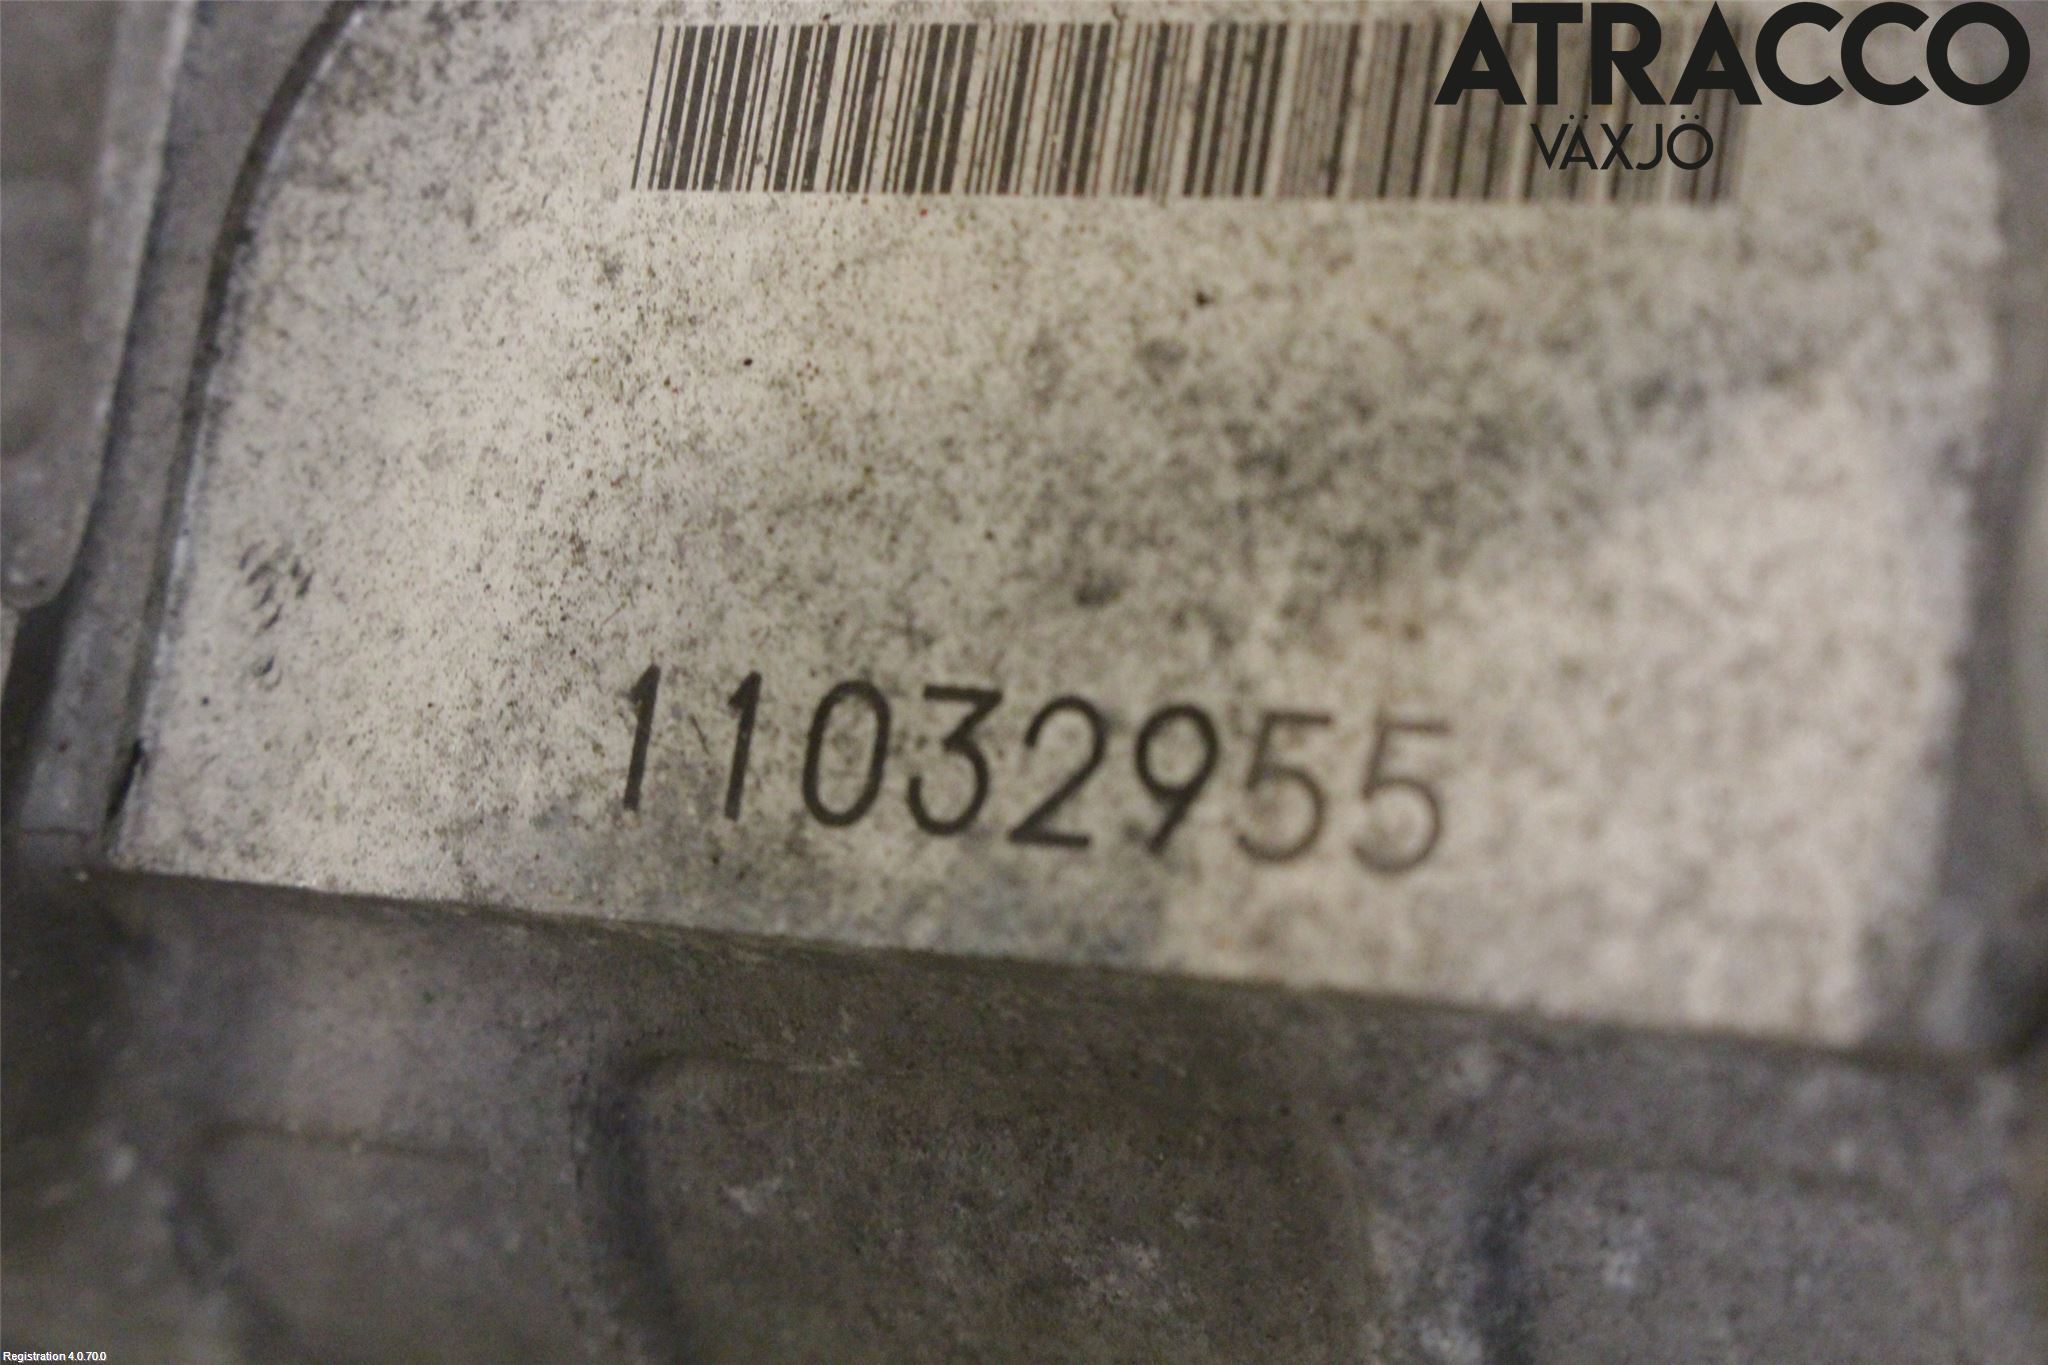 ATRACCO
VÄXJÖ
11032955
Registration 4.0.70.0